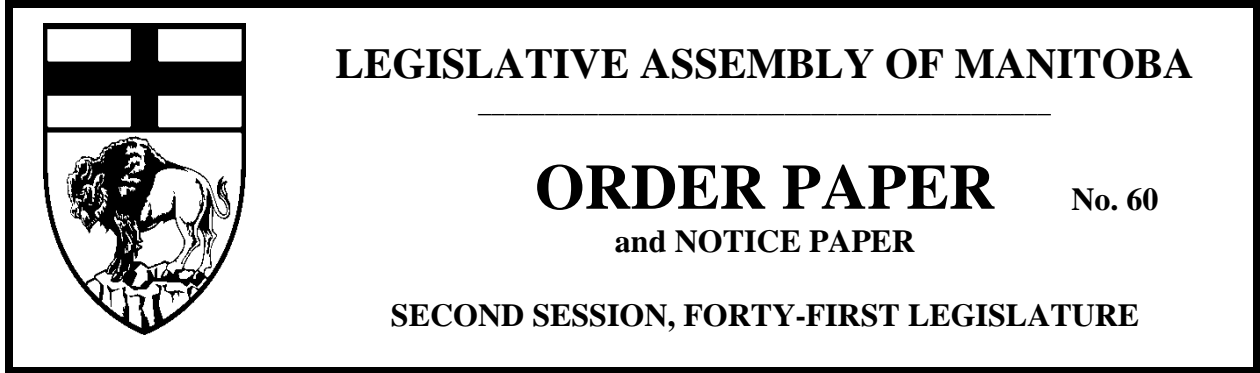 LEGISLATIVE ASSEMBLY OF MANITOBA
ORDER PAPER No. 60
and NOTICE PAPER
SECOND SESSION, FORTY-FIRST LEGISLATURE